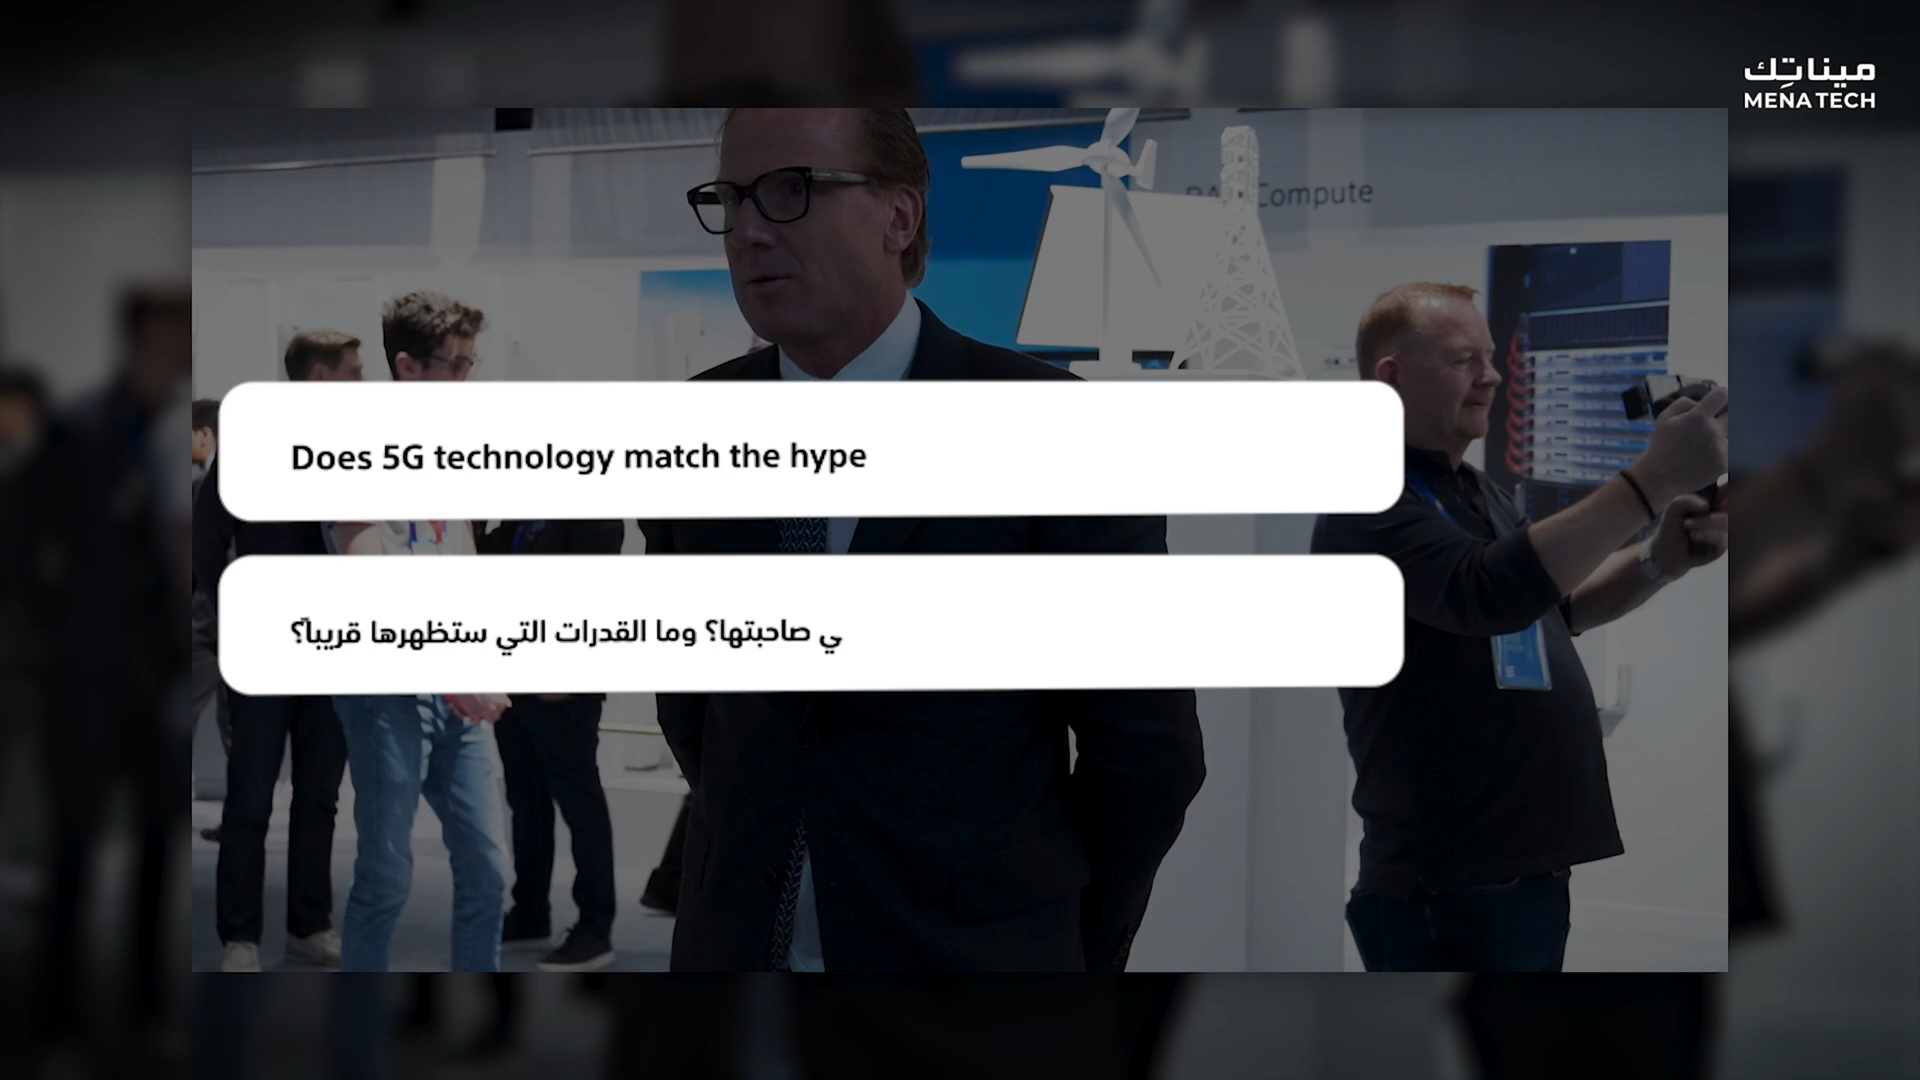 ميناتِك
MENA TECH
Compute
Does 5G technology match the hype
ي صاحبتها؟ وما القدرات التي ستظهرها قريباً؟